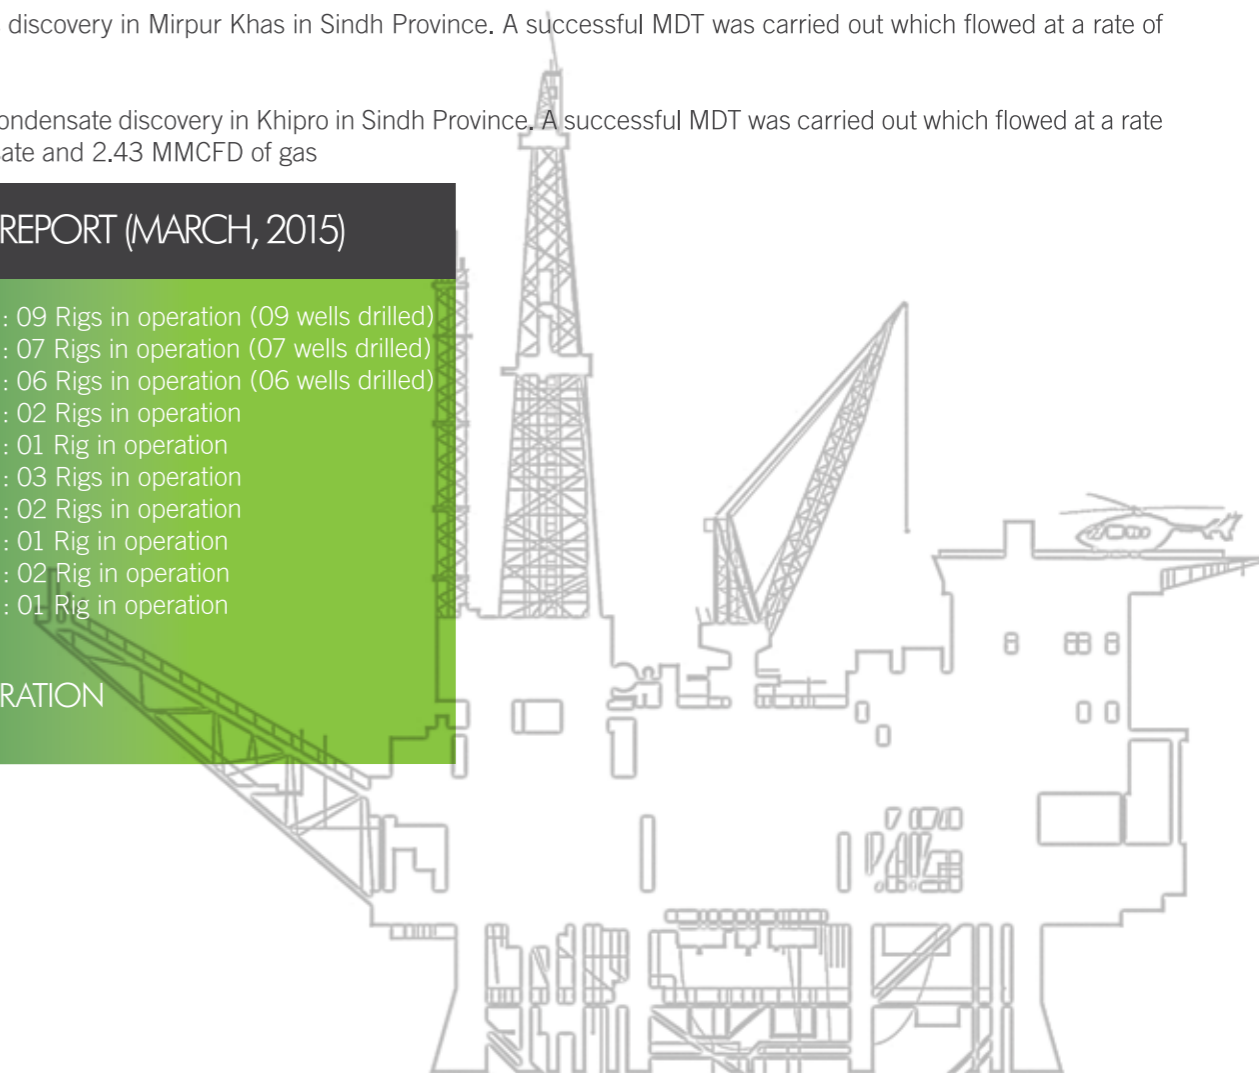 discovery in Mirpur Khas in Sindh Province. A successful MDT was carried out which flowed at a rate of
ondensate discovery in Khipro in Sindh Province. A successful MDT was carried out which flowed at a rate
ate and 2.43 MMCFD of gas
REPORT (MARCH, 2015)
: 09 Rigs in operation (09 wells drilled)
: 07 Rigs in operation (07 wells drilled)
: 06 Rigs in operation (06 wells drilled)
: 02 Rigs in operation
: 01 Rig in operation
: 03 Rigs in operation
: 02 Rigs in operation
: 01 Rig in operation
: 02 Rig in operation
: 01 Rig in operation
RATION